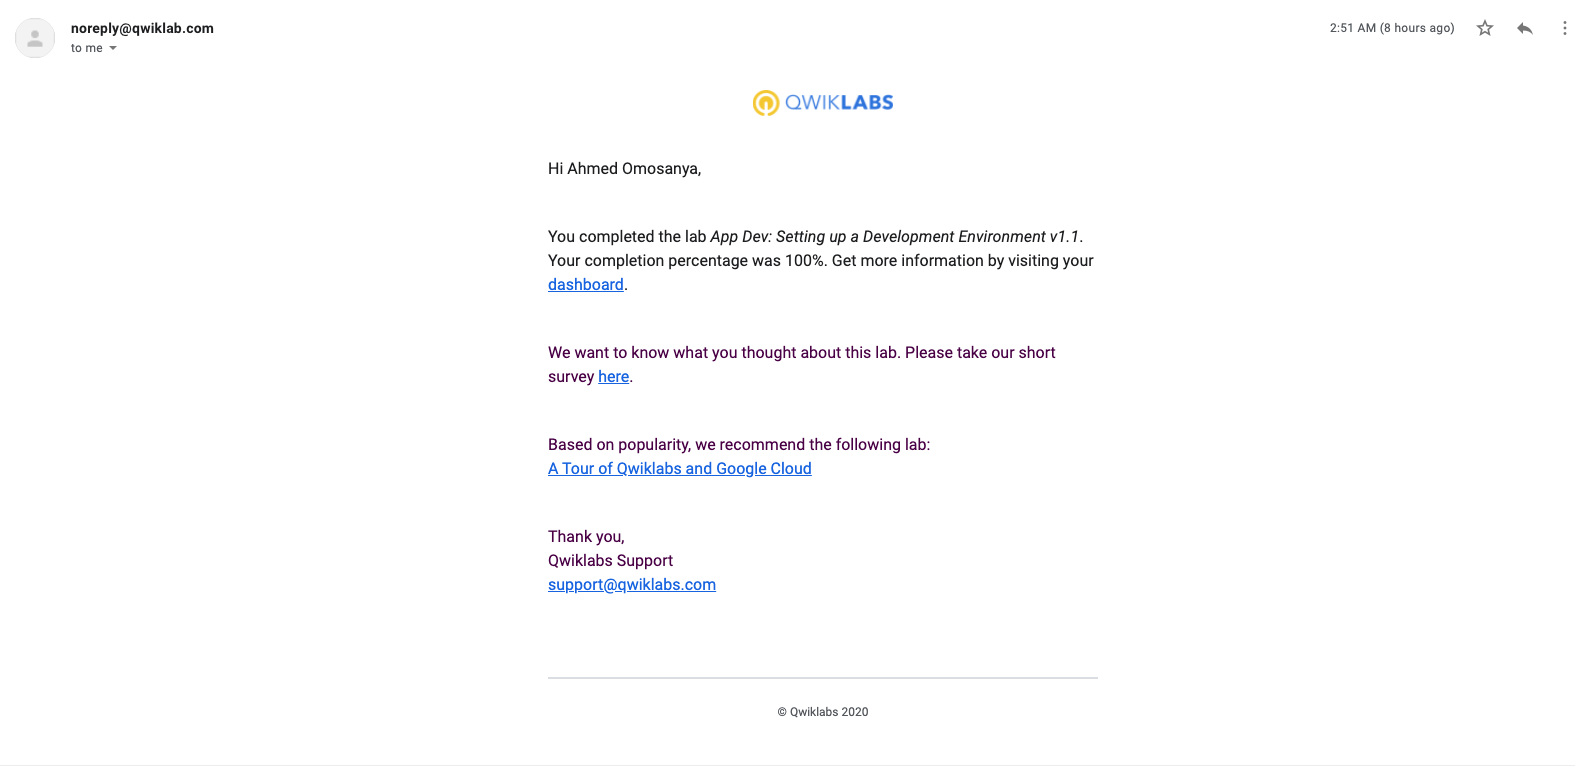 noreply@qwiklab.com
2:51 AM (8 hours ago)
to me
QWIKLABS
Hi Ahmed Omosanya,
You completed the lab App Dev: Setting up a Development Environment v1.1.
Your completion percentage was 100%. Get more information by visiting your
dashboard.
We want to know what you thought about this lab. Please take our short
survey here.
Based on popularity, we recommend the following lab:
A Tour of Qwiklabs and Google Cloud
Thank you,
Qwiklabs Support
support@qwiklabs.com
© Qwiklabs 2020